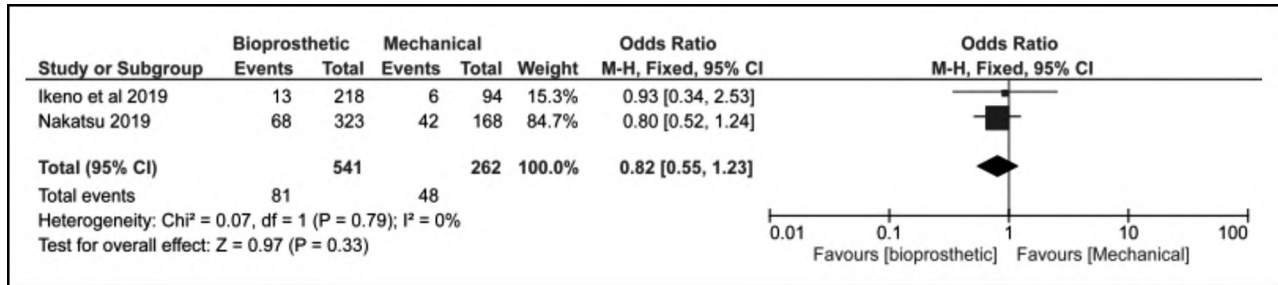 Bioprosthetic Mechanical Odds Ratio Odds Ratio
Study or Subgroup Events Total Events Total Weight M-H, Fixed, 95% CI M-H, Fixed, 95% CI
Ikeno et al 2019 13 218 6 94 15.3% 0.93 [0.34, 2.53]
Nakatsu 2019 68 323 42 168 84.7% 0.80 [0.52, 1.24]
Total (95% CI) 541 262 100.0% 0.82 [0.55, 1.23]
Total events 81 48
Heterogeneity: Chi² = 0.07, df = 1 (P = 0.79); I² = 0%
Test for overall effect: Z = 0.97 (P = 0.33)
0.01 0.1 1 10 100
Favours [bioprosthetic] Favours [Mechanical]